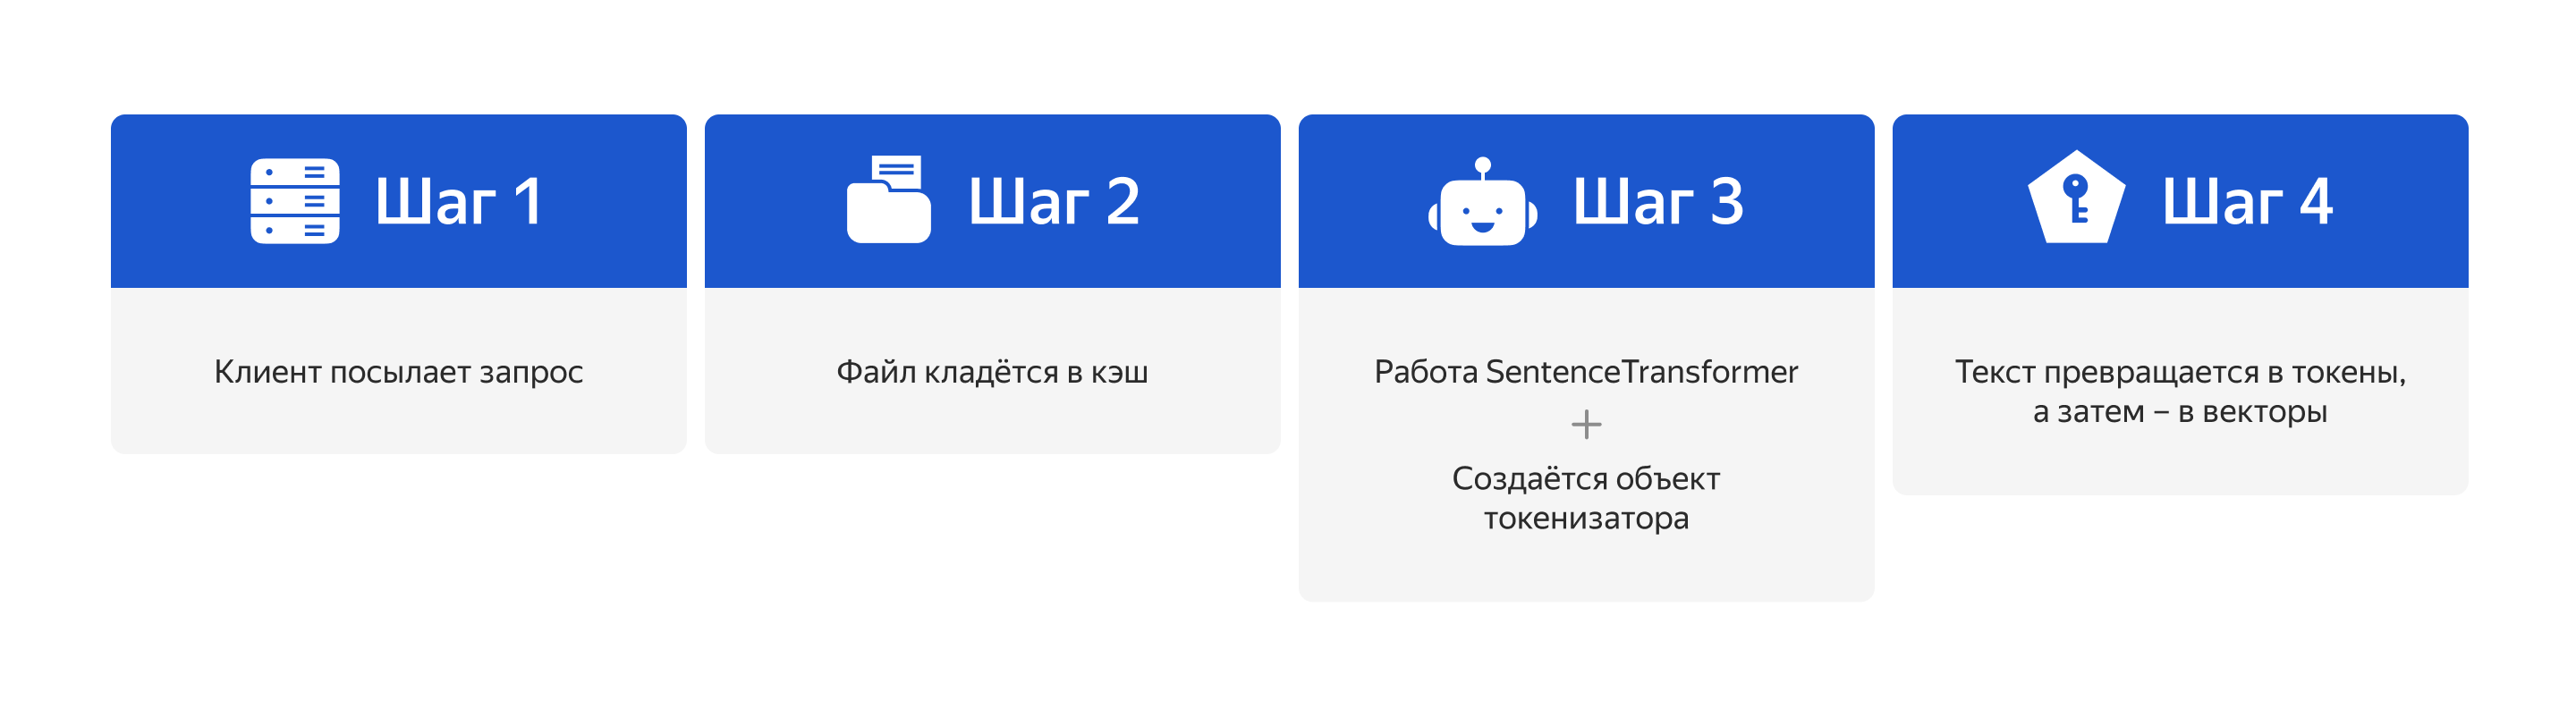 Шаг 1
Клиент посылает запрос
Шаг 2
Файл кладётся в кэш
Шаг 3
Работа SentenceTransformer
+
Создаётся объект
токенизатора
Шаг 4
Текст превращается в токены,
а затем – в векторы